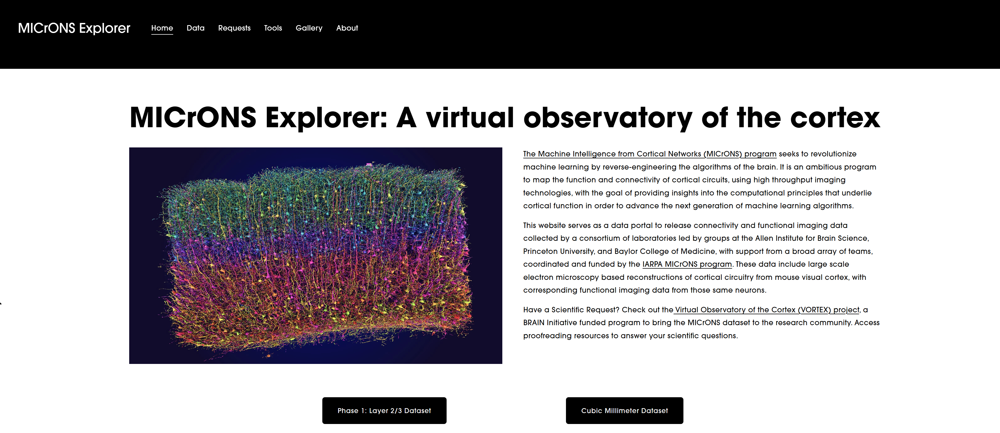 MICrONS Explorer
Home Data Requests Tools Gallery About
MICrONS Explorer: A virtual observatory of the cortex
The Machine Intelligence from Cortical Networks (MICrONS) program seeks to revolutionize
machine learning by reverse-engineering the algorithms of the brain. It is an ambitious program
to map the function and connectivity of cortical circuits, using high throughput imaging
technologies, with the goal of providing insights into the computational principles that underlie
cortical function in order to advance the next generation of machine learning algorithms.
This website serves as a data portal to release connectivity and functional imaging data
collected by a consortium of laboratories led by groups at the Allen Institute for Brain Science,
Princeton University, and Baylor College of Medicine, with support from a broad array of teams,
coordinated and funded by the IARPA MICrONS program. These data include large scale
electron microscopy based reconstructions of cortical circuitry from mouse visual cortex, with
corresponding functional imaging data from those same neurons.
Have a Scientific Request? Check out the Virtual Observatory of the Cortex (VORTEX) project, a
BRAIN Initiative funded program to bring the MICrONS dataset to the research community. Access
proofreading resources to answer your scientific questions.
Phase 1: Layer 2/3 Dataset
Cubic Millimeter Dataset